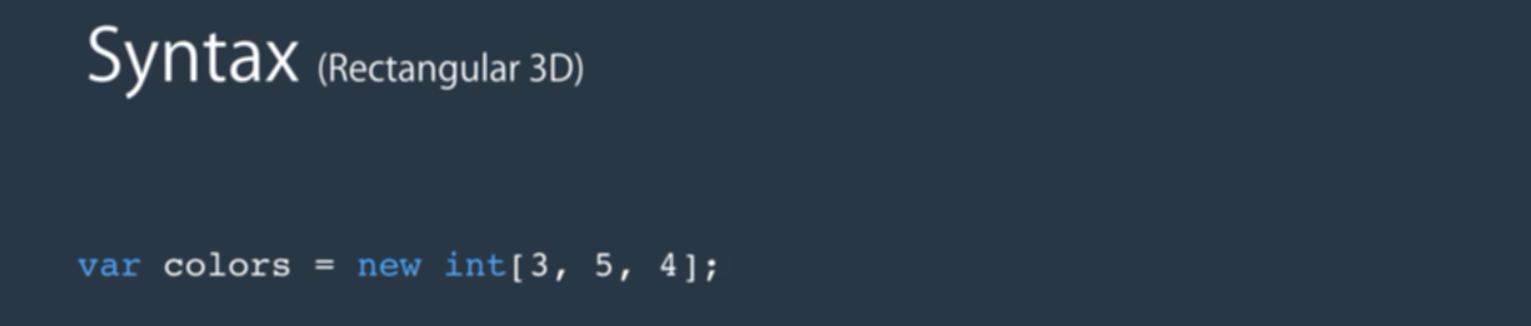 Syntax (Rectangular 3D)
var colors = new int[3, 5, 4];